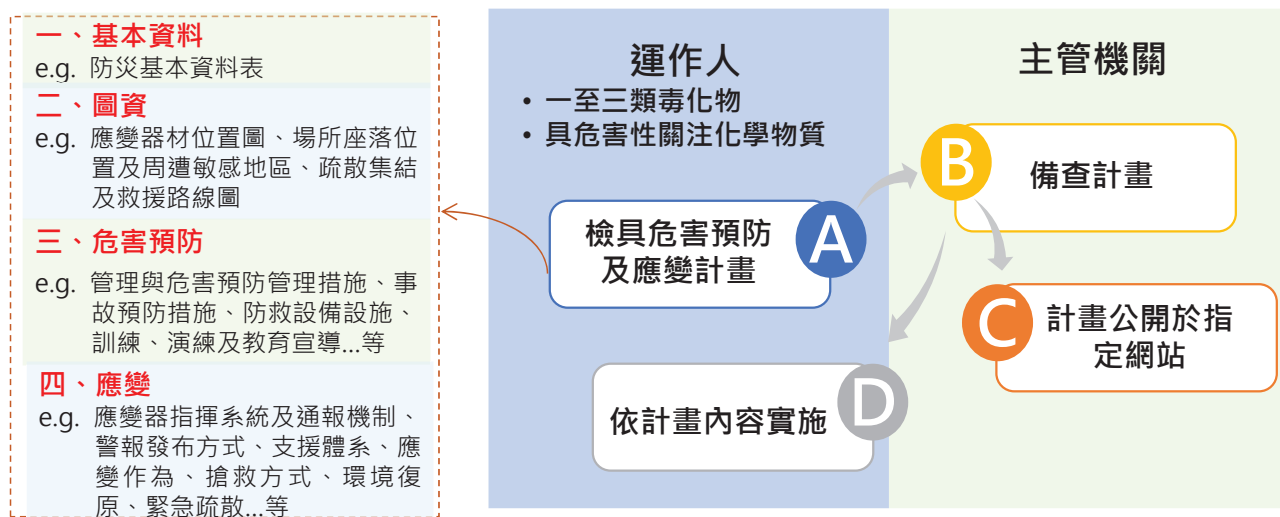 一、基本資料
e.g. 防災基本資料表
二、圖資
e.g. 應變器材位置圖、場所座落位
置及周遭敏感地區、疏散集結
及救援路線圖
三、危害預防
e.g. 管理與危害預防管理措施、事
故預防措施、防救設備設施、
訓練、演練及教育宣導...等
四、應變
e.g. 應變器指揮系統及通報機制、
警報發布方式、支援體系、應
變作為、搶救方式、環境復
原、緊急疏散...等
運作人
• 一至三類毒化物
• 具危害性關注化學物質
檢具危害預防
及應變計畫
A
依計畫內容實施
D
主管機關
B
備查計畫
C
計畫公開於指
定網站